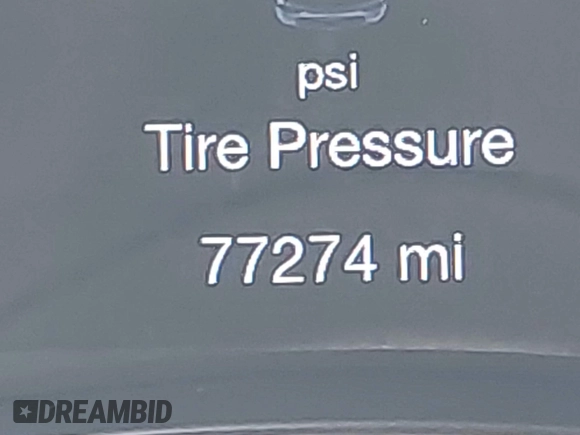 psi
Tire Pressure
77274 mi
DREAMBID